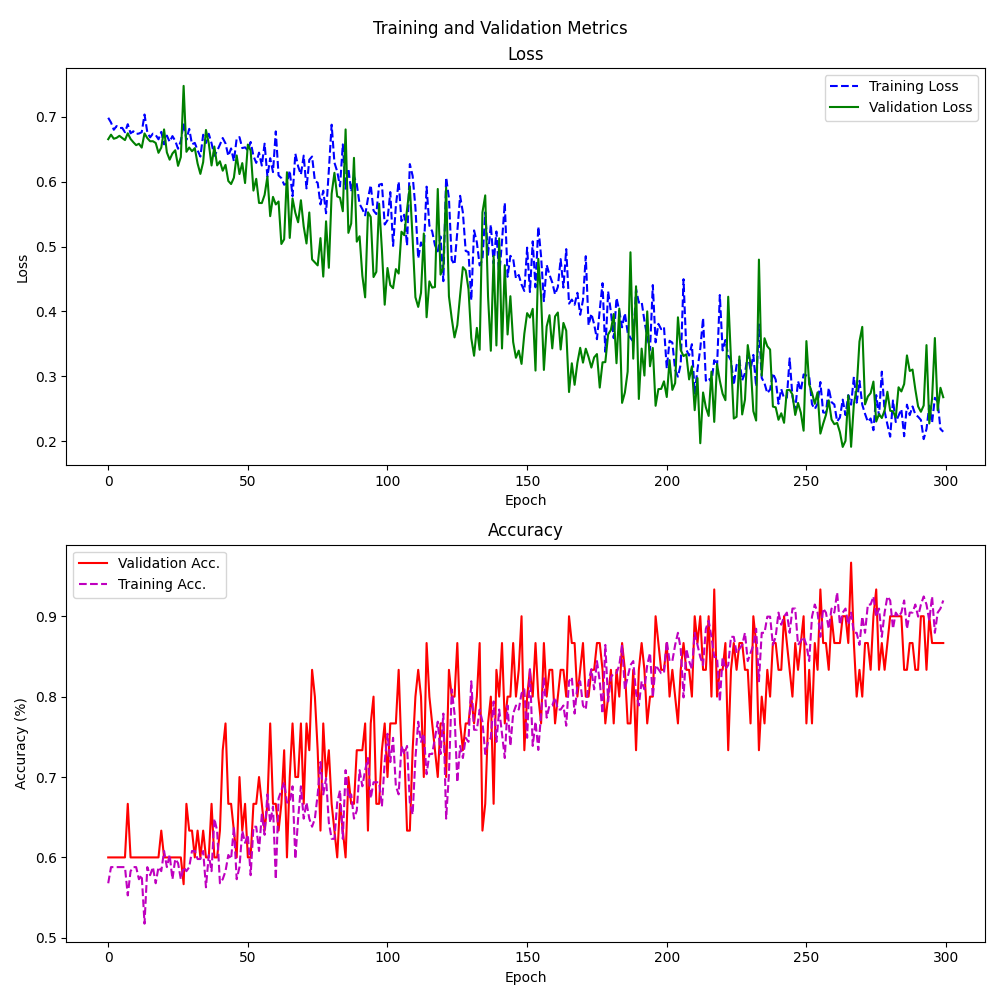 Training and Validation Metrics
Loss
Training Loss
Validation Loss
0.7
0.6
0.5
0.4
0.3
0.2
Loss
0 50 100 150 200 250 300
Epoch
Accuracy
Validation Acc.
Training Acc.
0.9
0.8
0.7
0.6
0.5
Accuracy (%)
0 50 100 150 200 250 300
Epoch